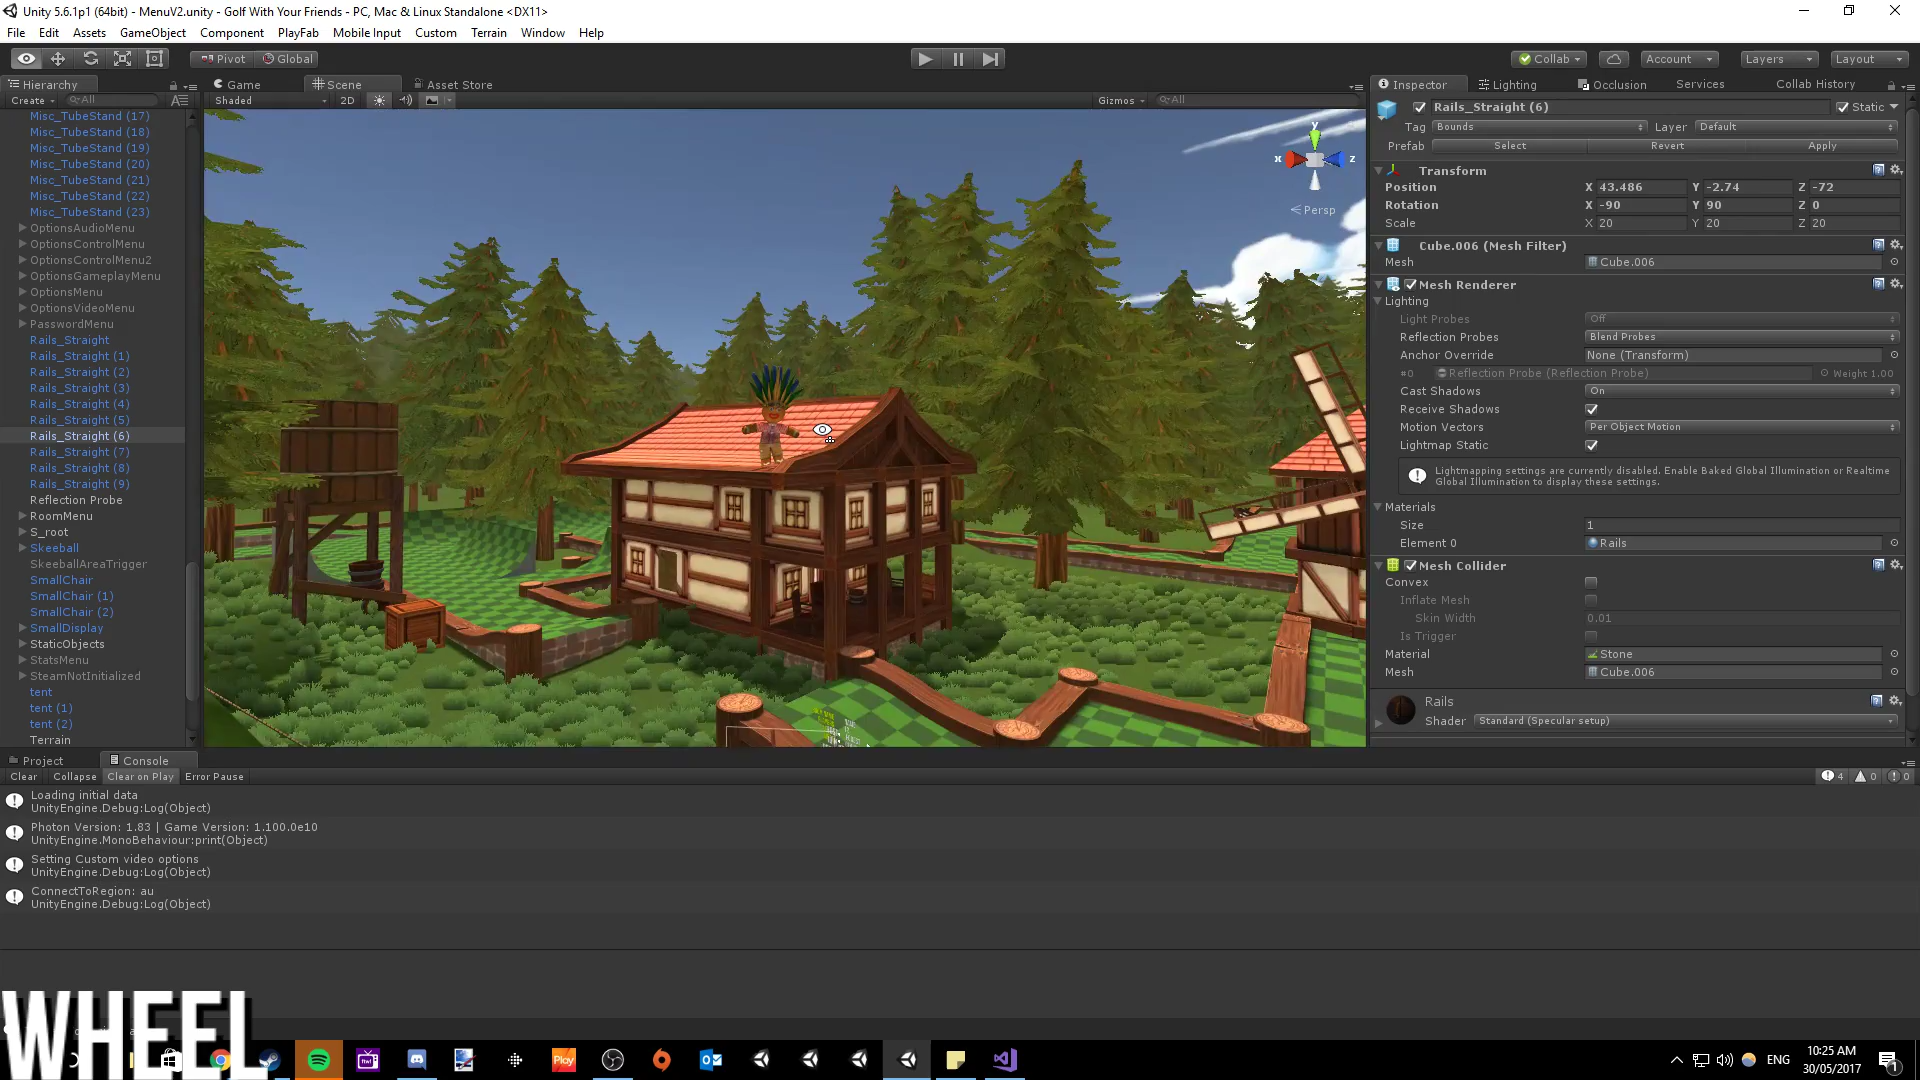 Unity 5.6.1p1 (64bit) - MenuV2.unity - Golf With Your Friends - PC, Mac & Linux Standalone <DX11>
File Edit Assets GameObject Component PlayFab Mobile Input Custom Terrain Window Help
Pivot Global Collab Account Layers Layout
Hierarchy Game Scene Asset Store Inspector Lighting Occlusion Services Collab History
Create All Shaded 2D Gizmos All
Misc_TubeStand (17)
Misc_TubeStand (18)
Misc_TubeStand (19)
Misc_TubeStand (20)
Misc_TubeStand (21)
Misc_TubeStand (22)
Misc_TubeStand (23)
OptionsAudioMenu
OptionsControlMenu
OptionsControlMenu2
OptionsGameplayMenu
OptionsMenu
OptionsVideoMenu
PasswordMenu
Rails_Straight
Rails_Straight (1)
Rails_Straight (2)
Rails_Straight (3)
Rails_Straight (4)
Rails_Straight (5)
Rails_Straight (6)
Rails_Straight (7)
Rails_Straight (8)
Rails_Straight (9)
Reflection Probe
RoomMenu
S_root
Skeeball
SkeeballAreaTrigger
SmallChair
SmallChair (1)
SmallChair (2)
SmallDisplay
StaticObjects
StatsMenu
SteamNotInitialized
tent
tent (1)
tent (2)
Terrain
y
x z
Persp
Rails_Straight (6) Static
Tag Bounds Layer Default
Prefab Select Revert Apply
Transform
Position X 43.486 Y -2.74 Z -72
Rotation X -90 Y 90 Z 0
Scale X 20 Y 20 Z 20
Cube.006 (Mesh Filter)
Mesh Cube.006
Mesh Renderer
Lighting
Light Probes Off
Reflection Probes Blend Probes
Anchor Override None (Transform)
#0 Reflection Probe (Reflection Probe) Weight 1.00
Cast Shadows On
Receive Shadows
Motion Vectors Per Object Motion
Lightmap Static
Lightmapping settings are currently disabled. Enable Baked Global Illumination or Realtime
Global Illumination to display these settings.
Materials
Size 1
Element 0 Rails
Mesh Collider
Convex
Inflate Mesh
Skin Width 0.01
Is Trigger
Material Stone
Mesh Cube.006
Rails
Shader Standard (Specular setup)
Project Console
Clear Collapse Clear on Play Error Pause 4 0 0
Loading initial data
UnityEngine.Debug:Log(Object)
Photon Version: 1.83 | Game Version: 1.100.0e10
UnityEngine.MonoBehaviour:print(Object)
Setting Custom video options
UnityEngine.Debug:Log(Object)
ConnectToRegion: au
UnityEngine.Debug:Log(Object)
WHEEL
Play
ENG
10:25 AM
30/05/2017
1